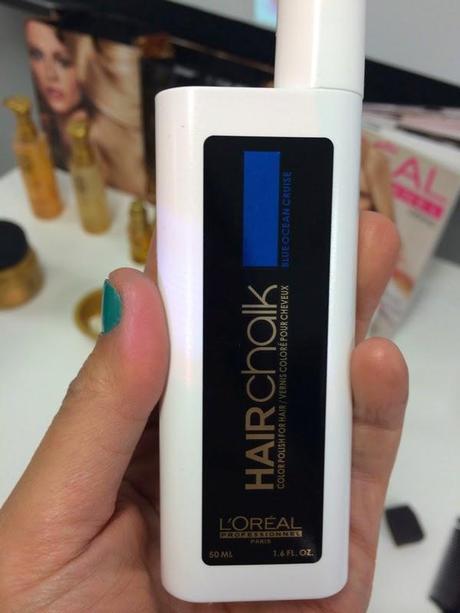 BLUE OCEAN CRUISE
HAIRchalk
COLOR POLISH FOR HAIR / VERNIS COLORÉ POUR CHEVEUX
L'ORÉAL
PROFESSIONNEL
PARIS
50 ML 1.6 FL. OZ.